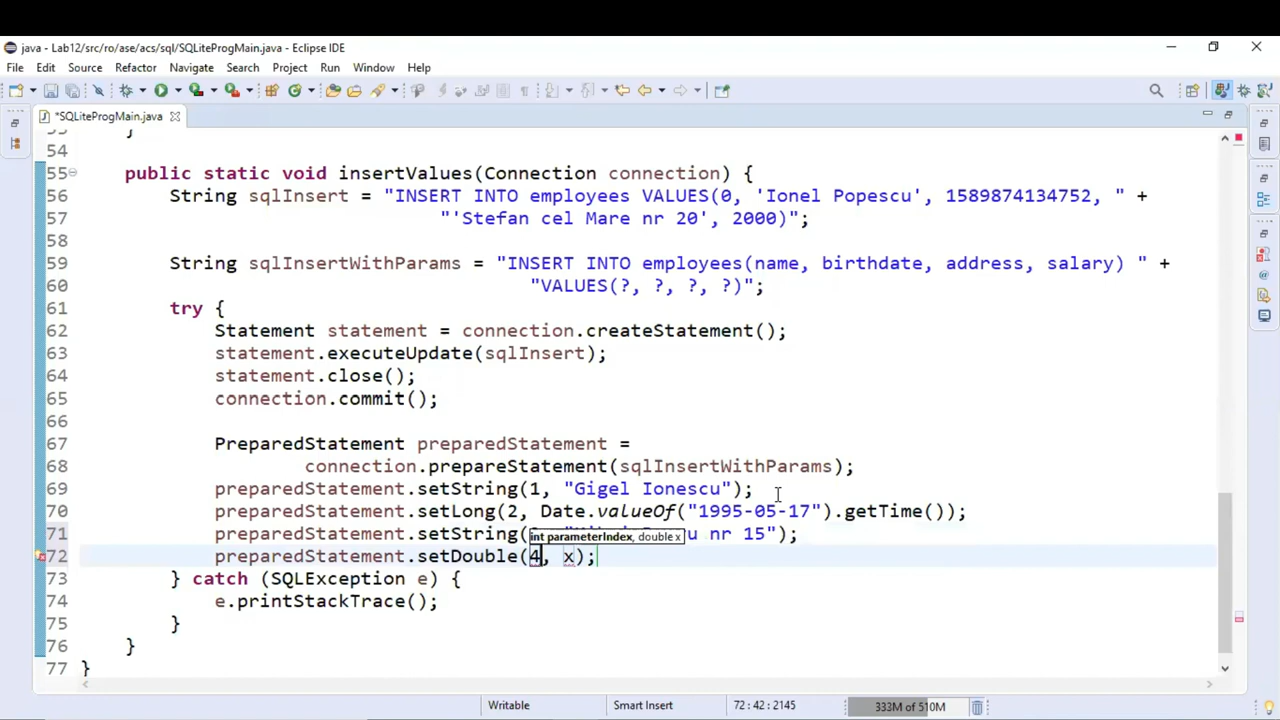 java - Lab12/src/ro/ase/acs/sql/SQLiteProgMain.java - Eclipse IDE
File Edit Source Refactor Navigate Search Project Run Window Help
*SQLiteProgMain.java
54
55 public static void insertValues(Connection connection) {
56 String sqlInsert = "INSERT INTO employees VALUES(0, 'Ionel Popescu', 1589874134752, " +
57 "'Stefan cel Mare nr 20', 2000)";
58
59 String sqlInsertWithParams = "INSERT INTO employees(name, birthdate, address, salary) " +
60 "VALUES(?, ?, ?, ?)";
61 try {
62 Statement statement = connection.createStatement();
63 statement.executeUpdate(sqlInsert);
64 statement.close();
65 connection.commit();
66
67 PreparedStatement preparedStatement =
68 connection.prepareStatement(sqlInsertWithParams);
69 preparedStatement.setString(1, "Gigel Ionescu");
70 preparedStatement.setLong(2, Date.valueOf("1995-05-17").getTime());
71 preparedStatement.setString( nr 15");
int parameterIndex, double x
72 preparedStatement.setDouble(4, x);
73 } catch (SQLException e) {
74 e.printStackTrace();
75 }
76 }
77 }
Writable Smart Insert 72 : 42 : 2145 333M of 510M